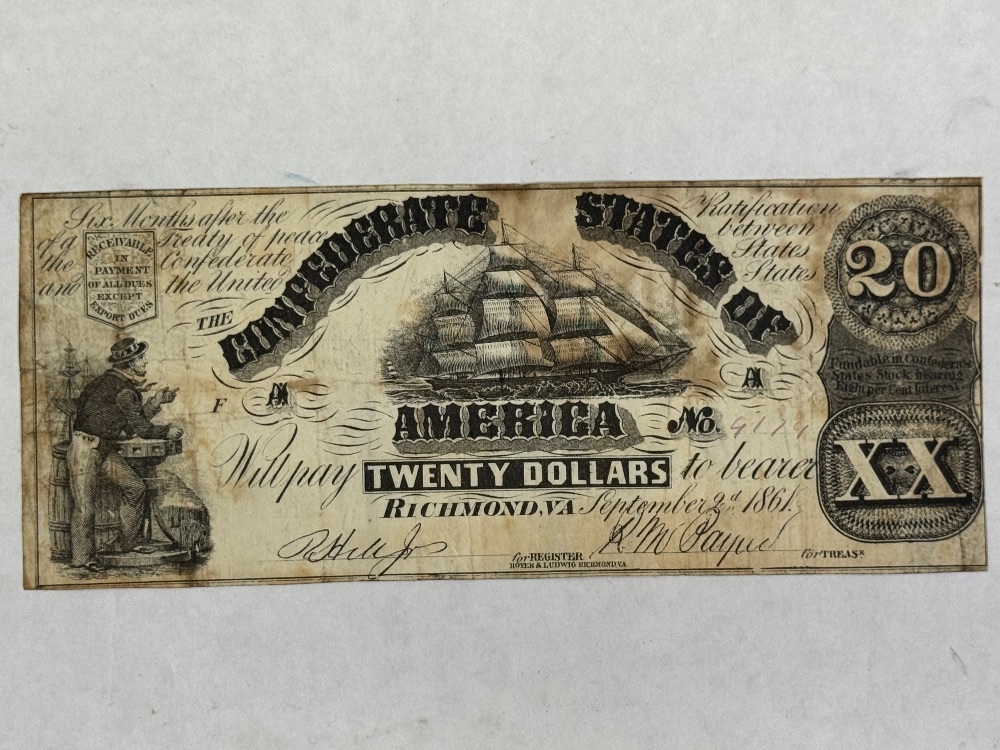 Six Months after the Ratification
of a Treaty of peace between
the Confederate States
and the United States
RECEIVABLE
IN
PAYMENT
OF ALL DUES
EXCEPT
EXPORT DUES
THE CONFEDERATE STATES OF
AMERICA
20
Fundable in Confederate
States Stock bearing
Eight per Cent Interest
F
A A
No.
XX
Will pay TWENTY DOLLARS to bearer
RICHMOND, VA September 2d 1861.
for REGISTER
for TREASR
HOYER & LUDWIG RICHMOND, VA